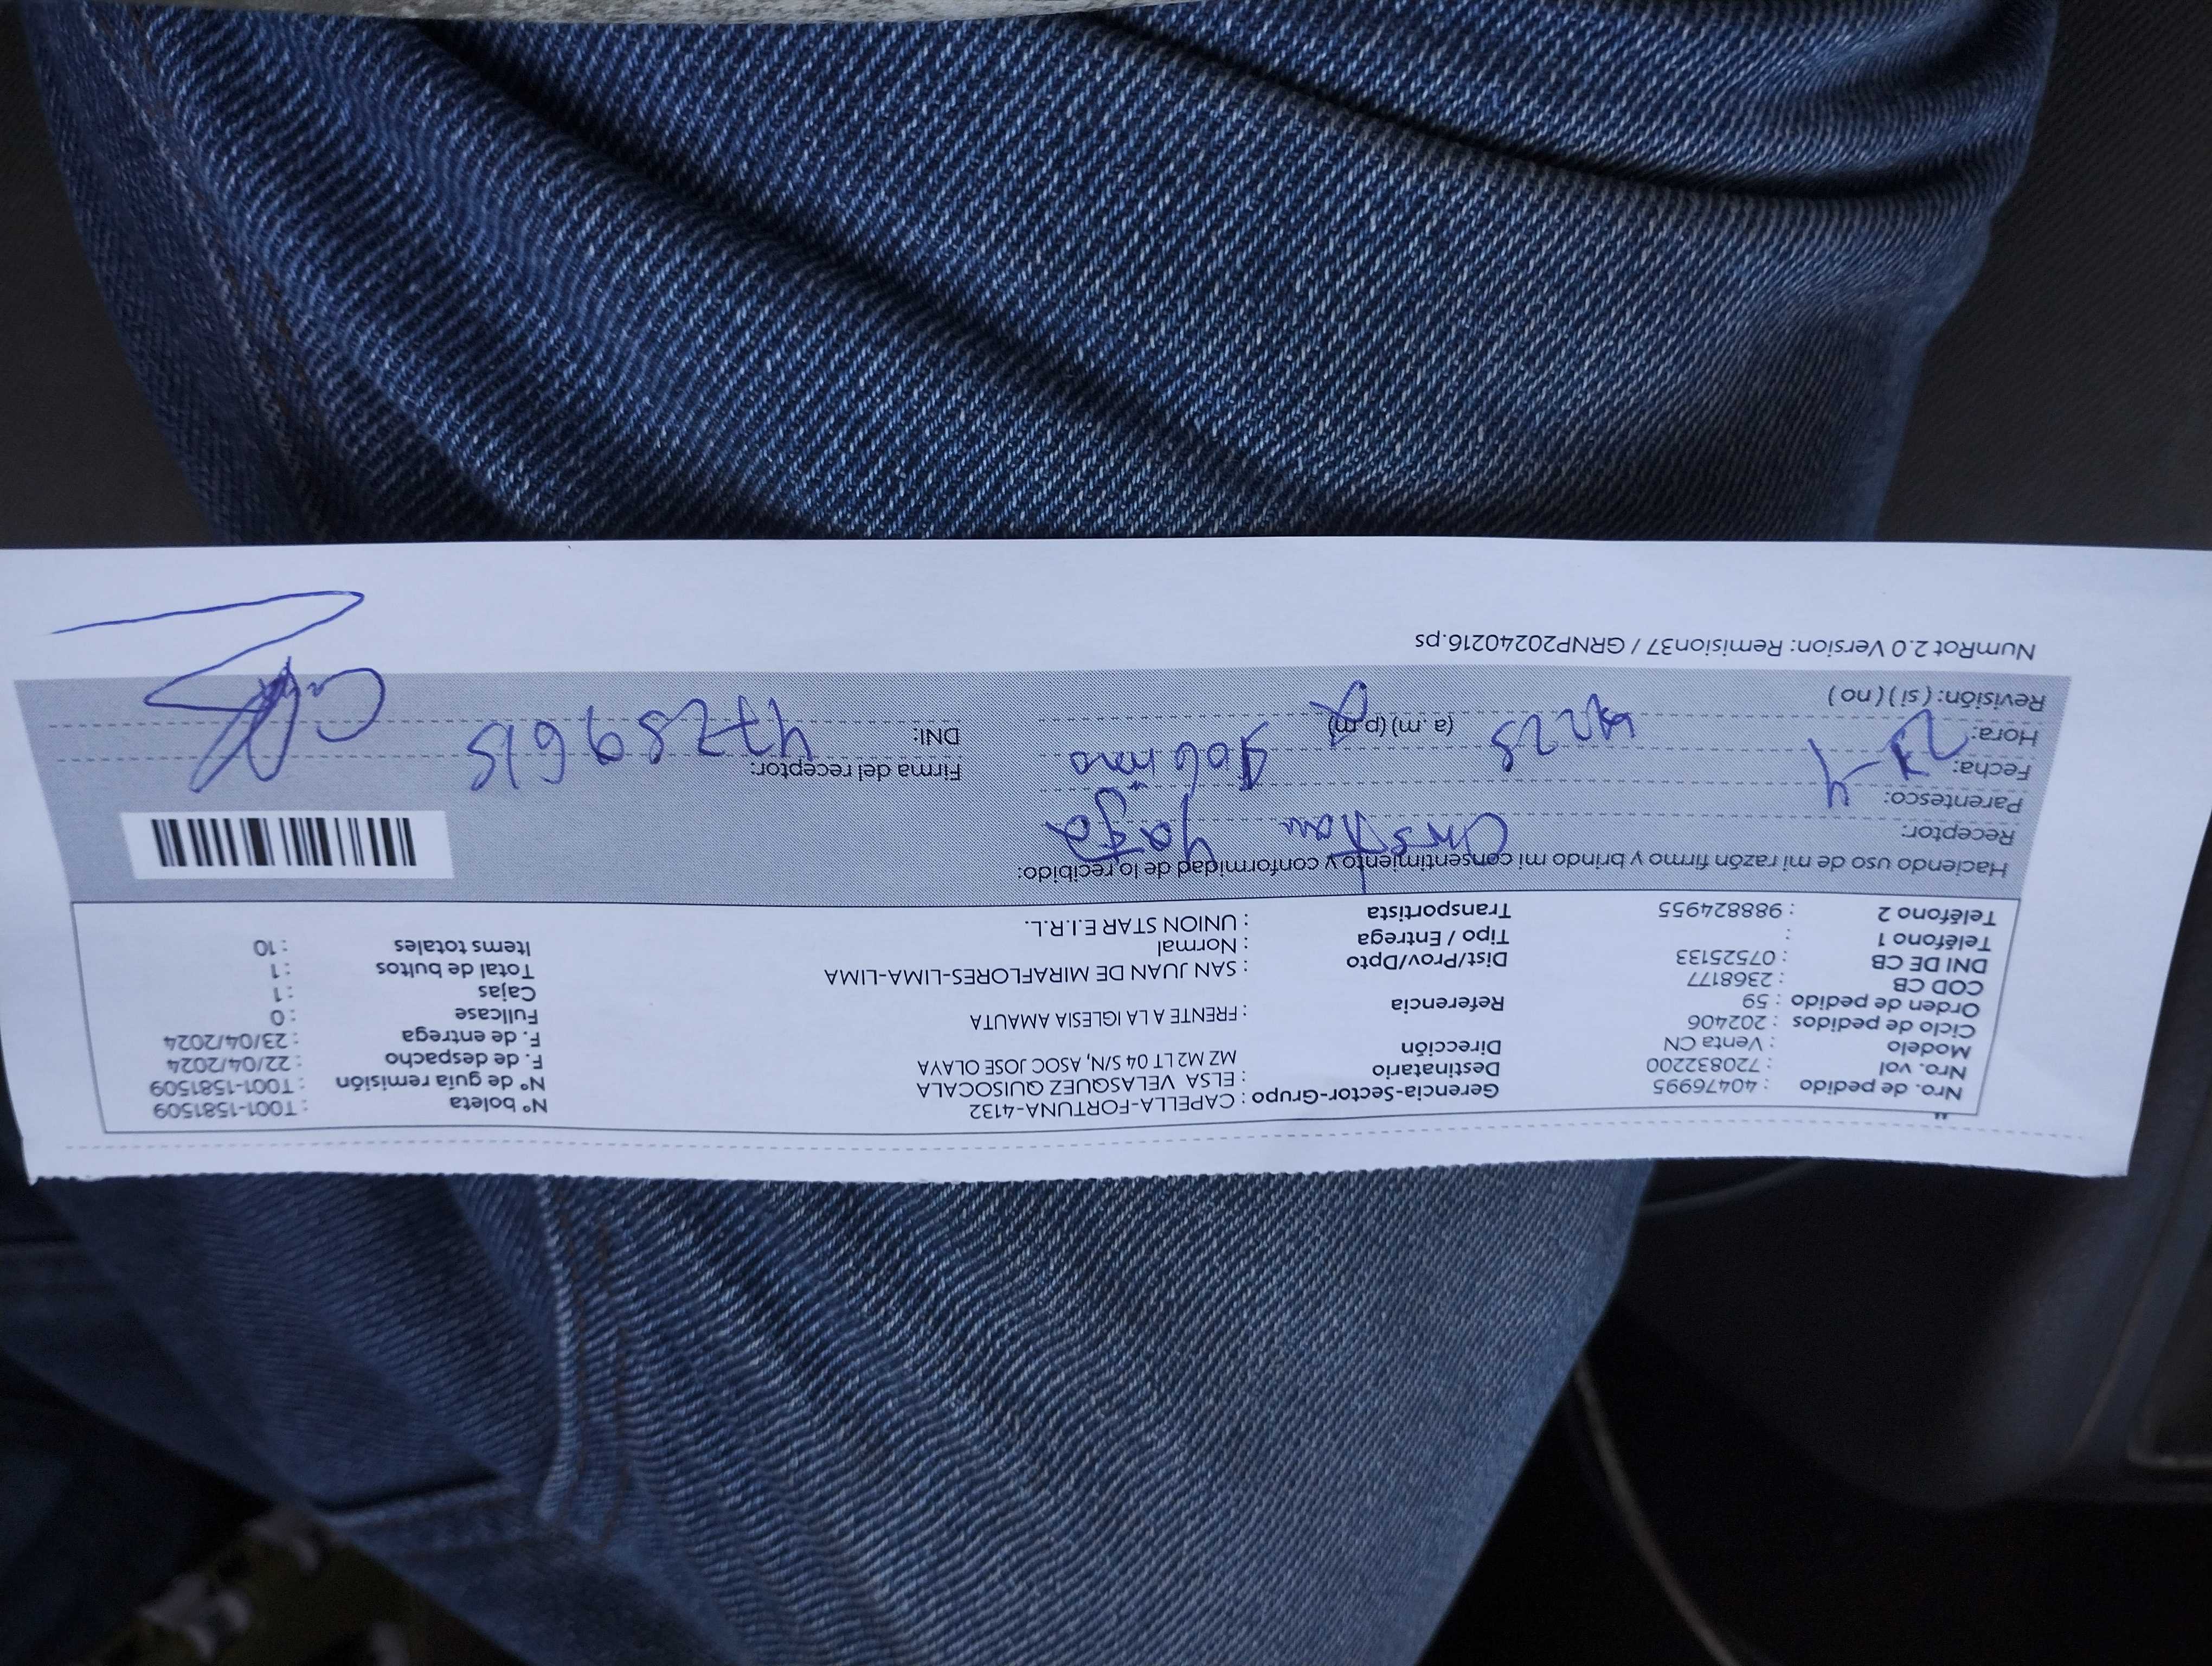 Nro. de pedido : 40476995 Gerencia-Sector-Grupo : CAPELLA-FORTUNA-4132 N° boleta : T001-1581509
Nro. vol : 720832200 Destinatario : ELSA VELASQUEZ QUISOCALA N° de guía remisión : T001-1581509
Modelo : Venta CN Dirección MZ M2 LT 04 S/N, ASOC JOSE OLAYA F. de despacho : 22/04/2024
Ciclo de pedidos : 202406 F. de entrega : 23/04/2024
Orden de pedido : 59 Referencia : FRENTE A LA IGLESIA AMAUTA Fullcase : 0
COD CB : 2368177 Cajas : 1
DNI DE CB : 07525133 Dist/Prov/Dpto : SAN JUAN DE MIRAFLORES-LIMA-LIMA Total de bultos : 1
Teléfono 1 : Tipo / Entrega : Normal Items totales : 10
Teléfono 2 : 988824955 Transportista : UNION STAR E.I.R.L.
Haciendo uso de mi razón firmo y brindo mi consentimiento y conformidad de lo recibido:
Receptor:
Parentesco:
Fecha: 23-4 Firma del receptor:
Hora: (a.m) (p.m) DNI: 47289615
Revisión: ( si ) ( no )
NumRot 2.0 Version: Remision37 / GRNP20240216.ps